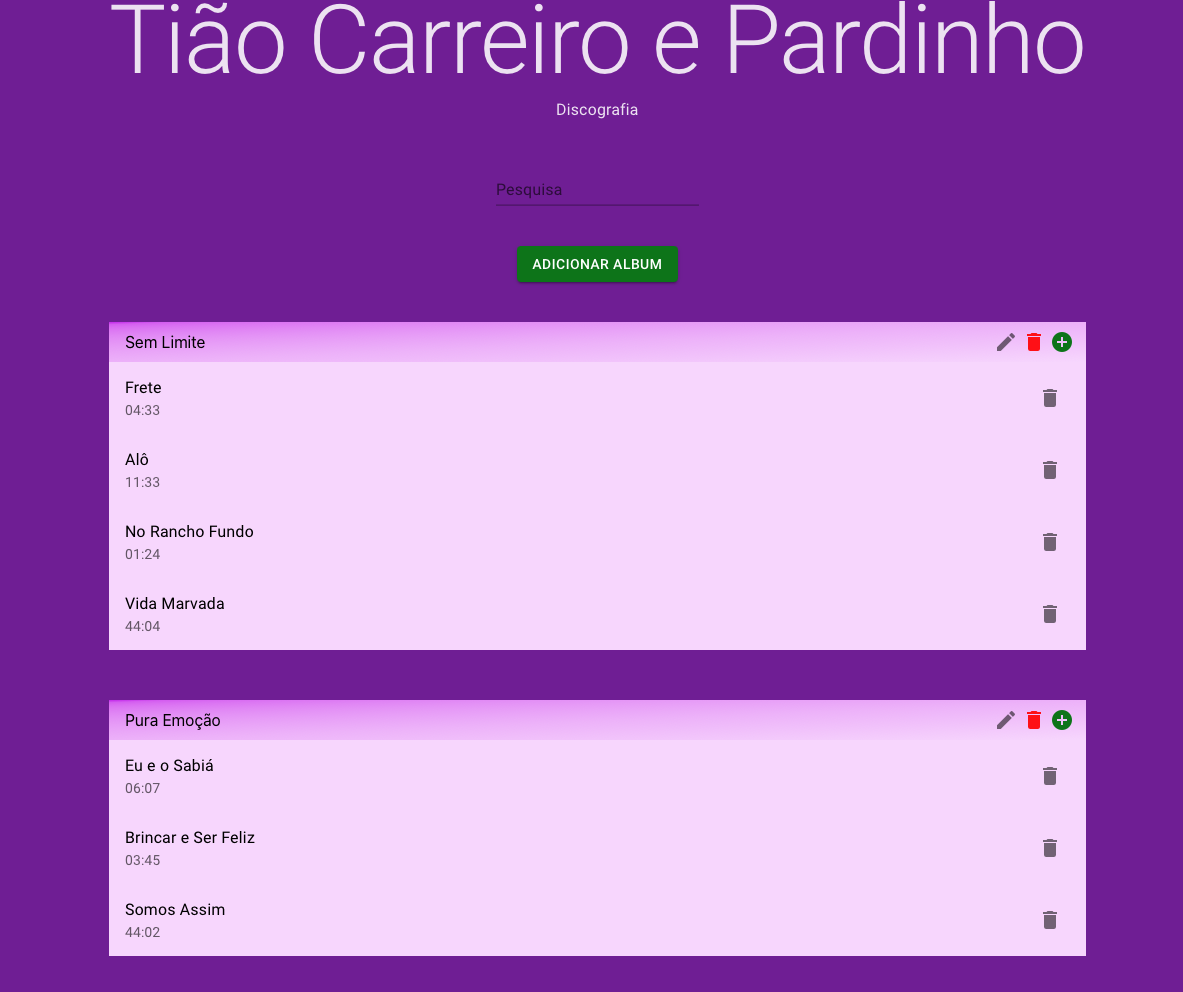 Tião Carreiro e Pardinho
Discografia
Pesquisa
ADICIONAR ALBUM
Sem Limite
Frete
04:33
Alô
11:33
No Rancho Fundo
01:24
Vida Marvada
44:04
Pura Emoção
Eu e o Sabiá
06:07
Brincar e Ser Feliz
03:45
Somos Assim
44:02